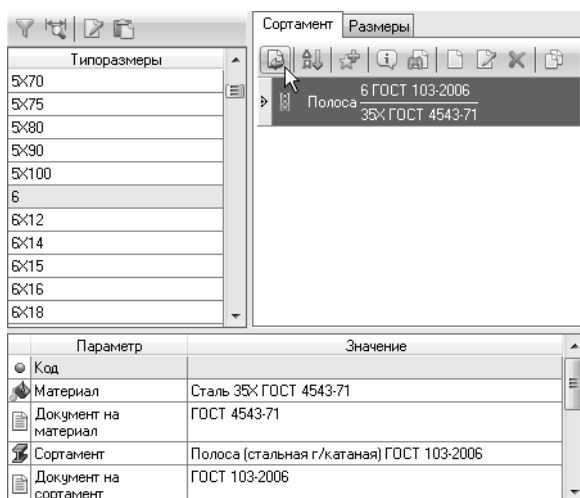 Сортамент Размеры
Типоразмеры
5X70
5X75
5X80
5X90
5X100
6
6X12
6X14
6X15
6X16
6X18
Полоса 6 ГОСТ 103-2006
35Х ГОСТ 4543-71
Параметр Значение
Код
Материал Сталь 35Х ГОСТ 4543-71
Документ на ГОСТ 4543-71
материал
Сортамент Полоса (стальная г/катаная) ГОСТ 103-2006
Документ на ГОСТ 103-2006
сортамент